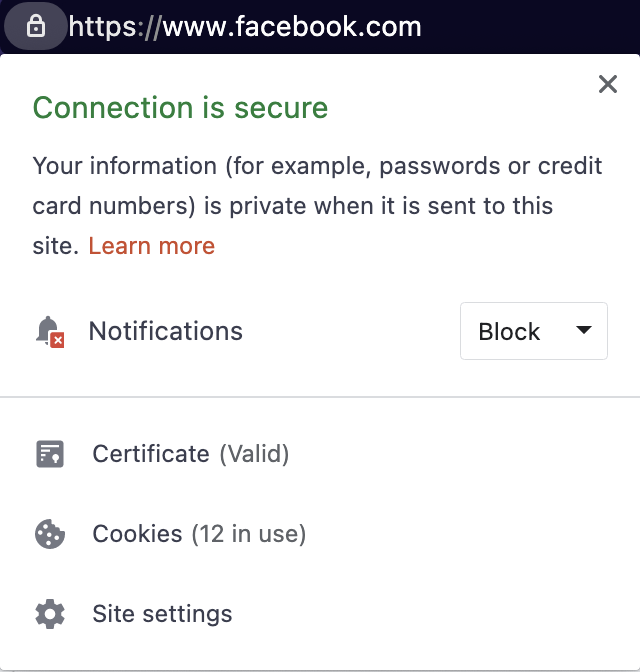 https://www.facebook.com
Connection is secure
Your information (for example, passwords or credit
card numbers) is private when it is sent to this
site. Learn more
Notifications
Block
Certificate (Valid)
Cookies (12 in use)
Site settings